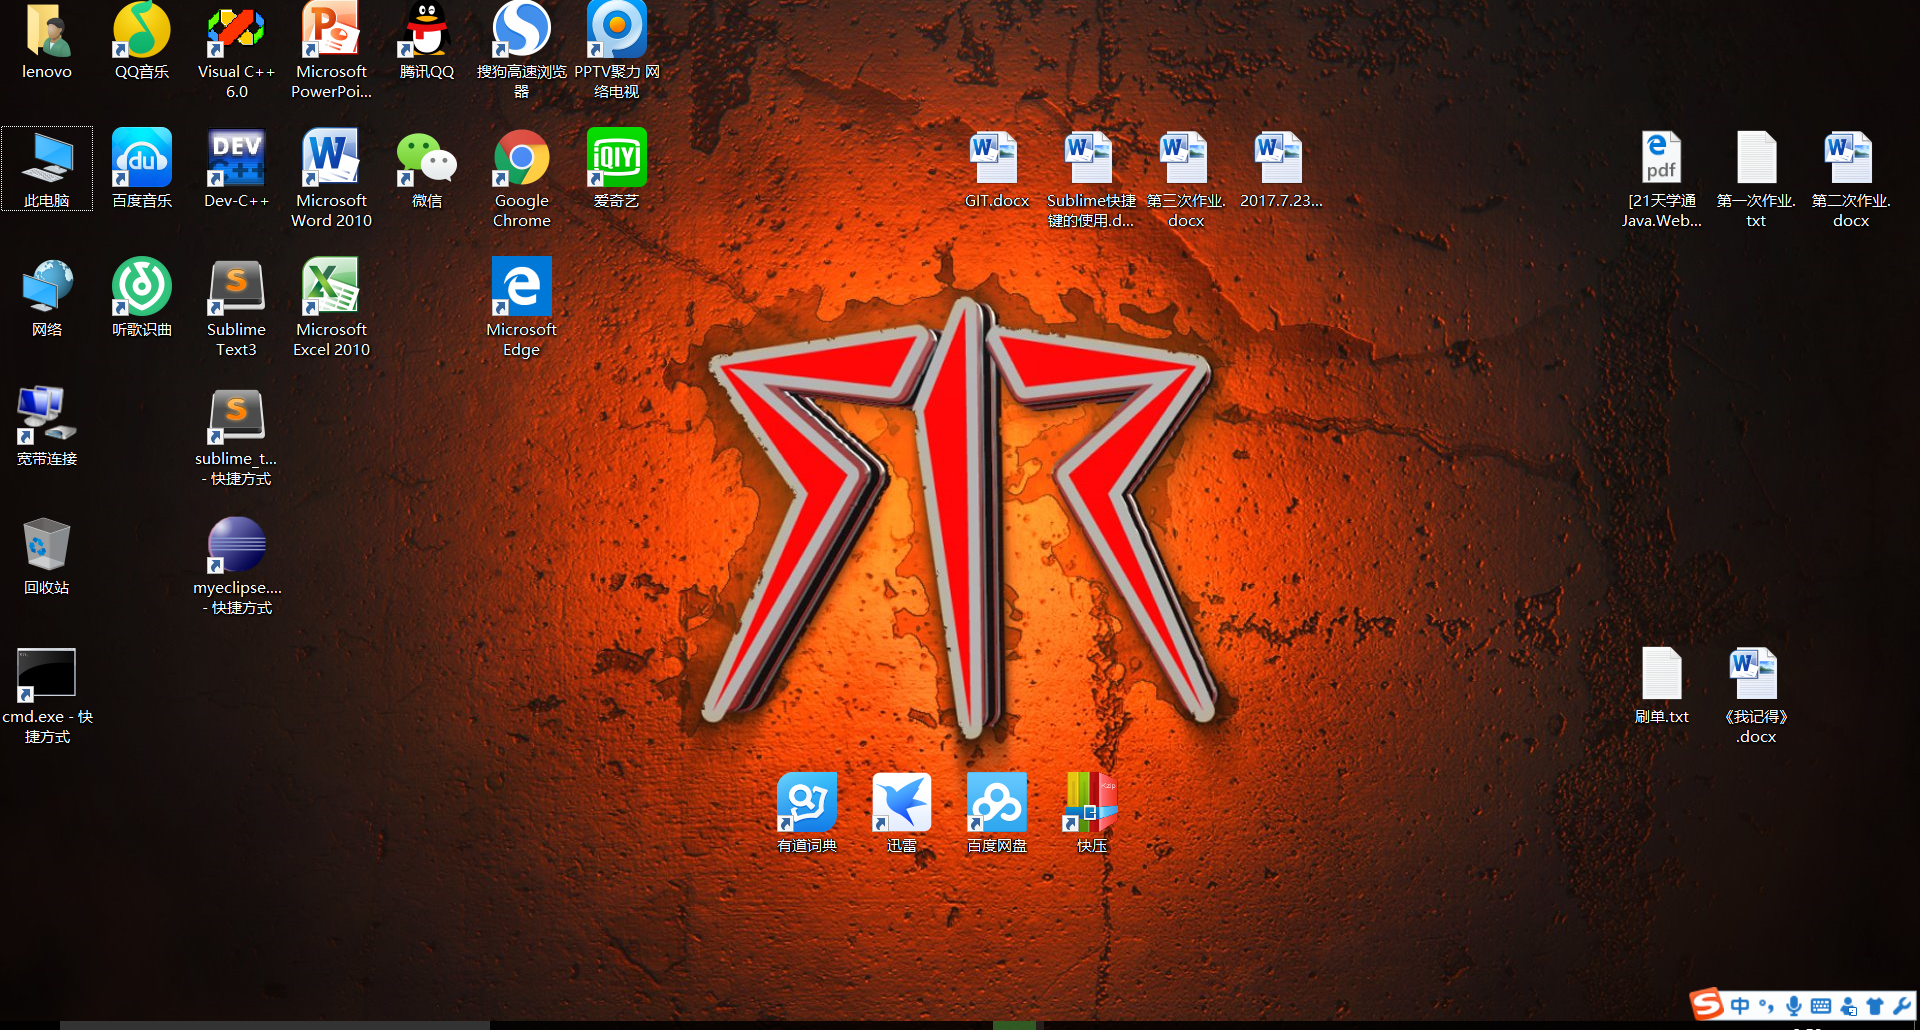 lenovo
QQ音乐
Visual C++
6.0
Microsoft
PowerPoi...
腾讯QQ
搜狗高速浏览
器
PPTV聚力 网
络电视
此电脑
du
百度音乐
DEV
C++
Dev-C++
Microsoft
Word 2010
微信
Google
Chrome
iQIYI
爱奇艺
GIT.docx
Sublime快捷
键的使用.d...
第三次作业.
docx
2017.7.23...
pdf
[21天学通
Java.Web...
第一次作业.
txt
第二次作业.
docx
网络
听歌识曲
Sublime
Text3
Microsoft
Excel 2010
Microsoft
Edge
宽带连接
sublime_t...
- 快捷方式
回收站
myeclipse....
- 快捷方式
cmd.exe - 快
捷方式
刷单.txt
《我记得》
.docx
有道词典
迅雷
百度网盘
快压
中